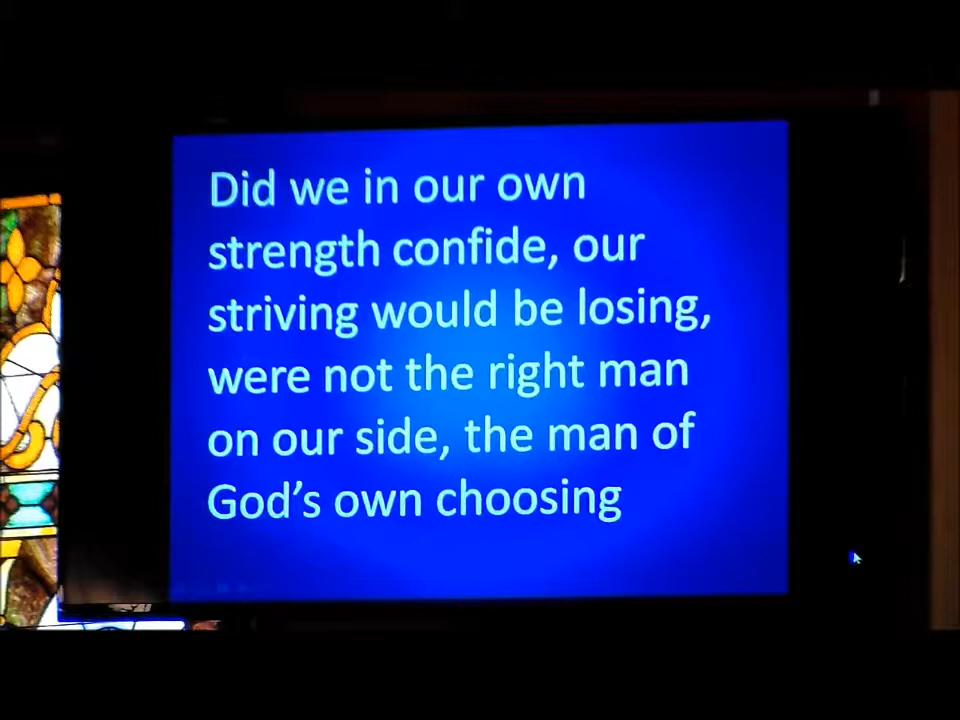 Did we in our own
strength confide, our
striving would be losing,
were not the right man
on our side, the man of
God’s own choosing